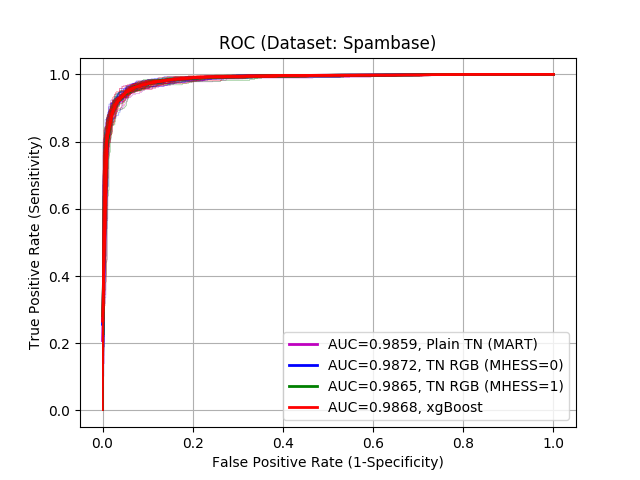 ROC (Dataset: Spambase)
True Positive Rate (Sensitivity)
1.0
0.8
0.6
0.4
0.2
0.0
AUC=0.9859, Plain TN (MART)
AUC=0.9872, TN RGB (MHESS=0)
AUC=0.9865, TN RGB (MHESS=1)
AUC=0.9868, xgBoost
0.0 0.2 0.4 0.6 0.8 1.0
False Positive Rate (1-Specificity)